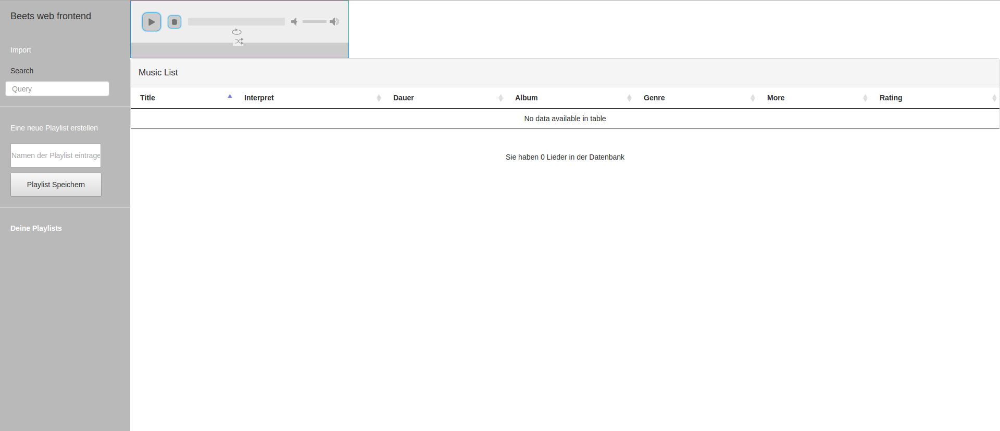 Beets web frontend
Import
Search
Query
Eine neue Playlist erstellen
Namen der Playlist eintrage
Playlist Speichern
Deine Playlists
Music List
Title Interpret Dauer Album Genre More Rating
No data available in table
Sie haben 0 Lieder in der Datenbank